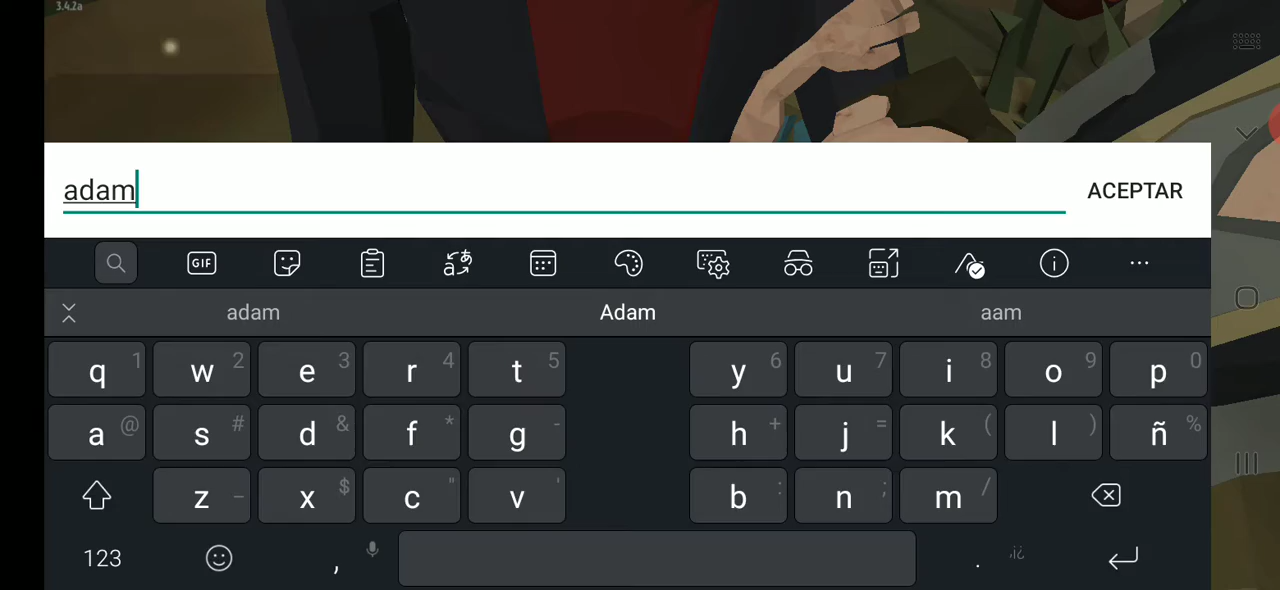 3.4.2a
adam
ACEPTAR
GIF
adam Adam aam
q 1 w 2 e 3 r 4 t 5 y 6 u 7 i 8 o 9 p 0
a @ s # d & f * g - h + j = k ( l ) ñ %
z _ x $ c " v ' b : n ; m /
123 , . ,¡¿